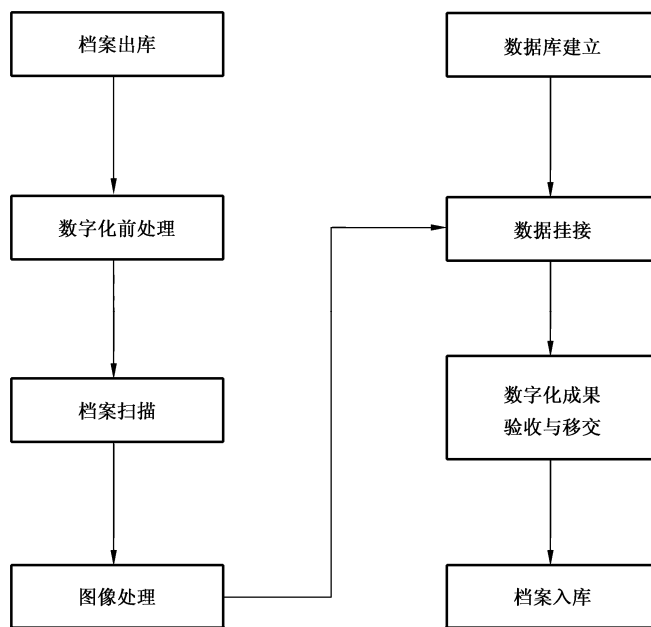 档案出库
数字化前处理
档案扫描
图像处理
数据库建立
数据挂接
数字化成果
验收与移交
档案入库